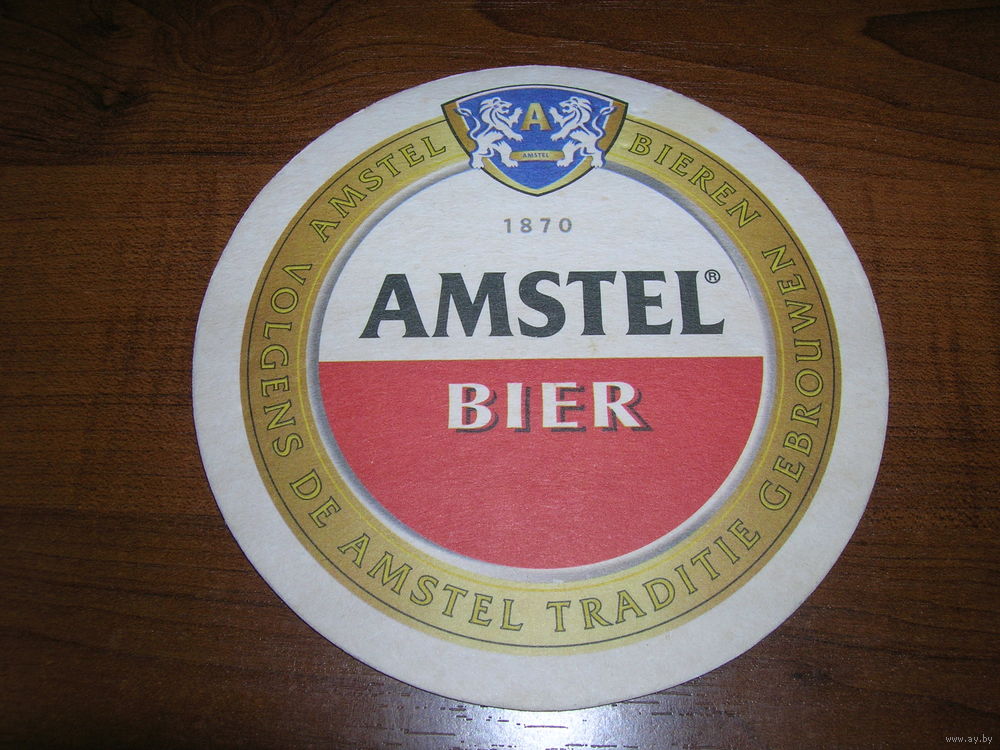 A
AMSTEL
1870
AMSTEL®
BIER
AMSTEL BIEREN
VOLGENS DE AMSTEL TRADITIE GEBROUWEN
www.ay.by